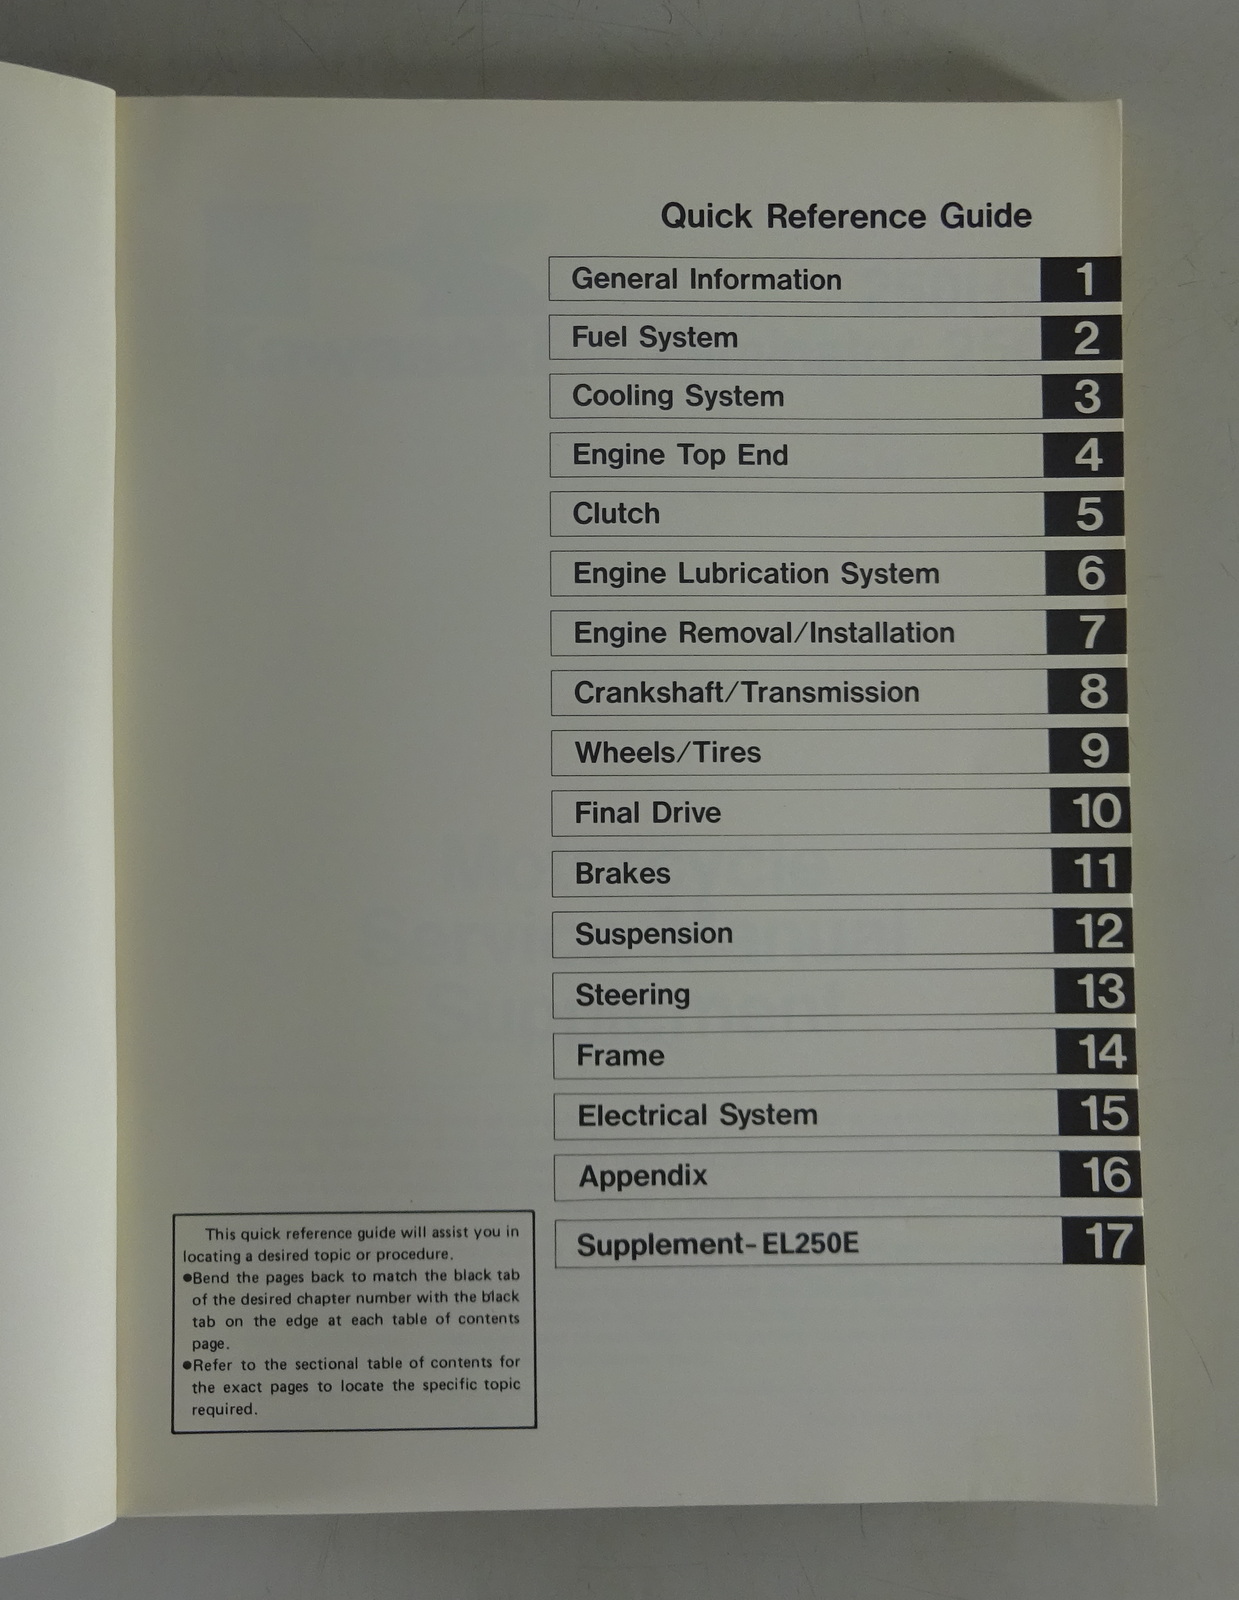 Quick Reference Guide
General Information 1
Fuel System 2
Cooling System 3
Engine Top End 4
Clutch 5
Engine Lubrication System 6
Engine Removal/Installation 7
Crankshaft/Transmission 8
Wheels/Tires 9
Final Drive 10
Brakes 11
Suspension 12
Steering 13
Frame 14
Electrical System 15
Appendix 16
Supplement-EL250E 17
This quick reference guide will assist you in
locating a desired topic or procedure.
●Bend the pages back to match the black tab
of the desired chapter number with the black
tab on the edge at each table of contents
page.
●Refer to the sectional table of contents for
the exact pages to locate the specific topic
required.